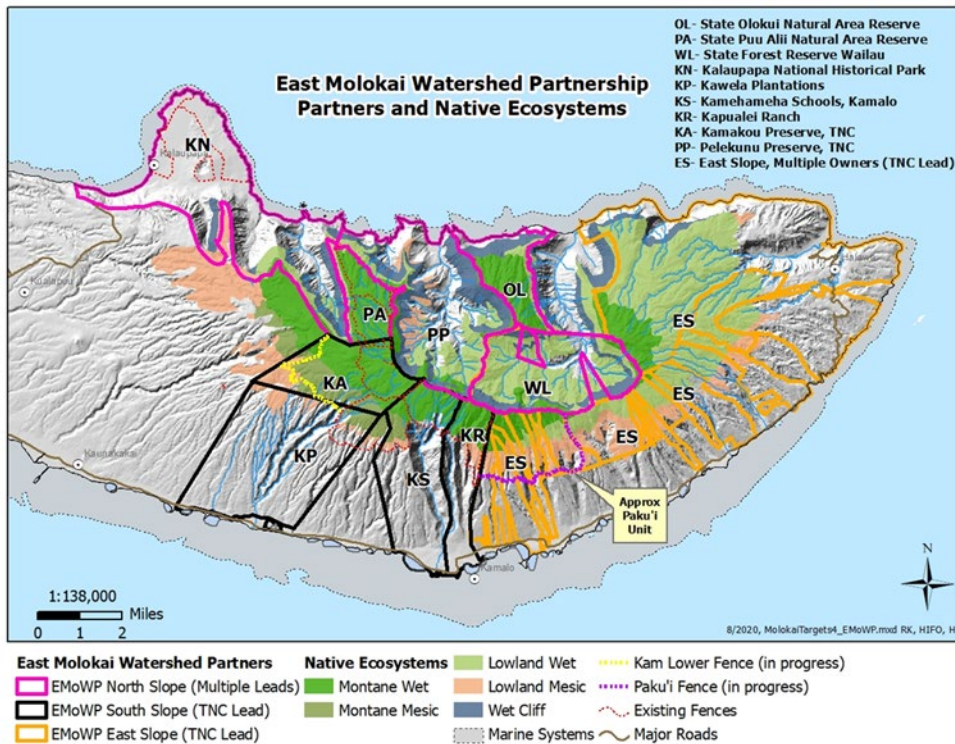 OL- State Olokui Natural Area Reserve
PA- State Puu Alii Natural Area Reserve
WL- State Forest Reserve Wailau
KN- Kalaupapa National Historical Park
KP- Kawela Plantations
KS- Kamehameha Schools, Kamalo
KR- Kapualei Ranch
KA- Kamakou Preserve, TNC
PP- Pelekunu Preserve, TNC
ES- East Slope, Multiple Owners (TNC Lead)
East Molokai Watershed Partnership
Partners and Native Ecosystems
KN
Kalaupapa
Halawa
Kualapuu
OL
PA
PP
ES
WL
KA
ES
KR
ES
ES
KP
KS
Kaunakakai
Approx
Paku'i
Unit
Kamalo
N
1:138,000
Miles
0 1 2
8/2020, MolokaiTargets4_EMoWP.mxd RK, HIFO, H
East Molokai Watershed Partners
EMoWP North Slope (Multiple Leads)
EMoWP South Slope (TNC Lead)
EMoWP East Slope (TNC Lead)
Native Ecosystems
Montane Wet
Montane Mesic
Lowland Wet
Lowland Mesic
Wet Cliff
Marine Systems
Kam Lower Fence (in progress)
Paku'i Fence (in progress)
Existing Fences
Major Roads